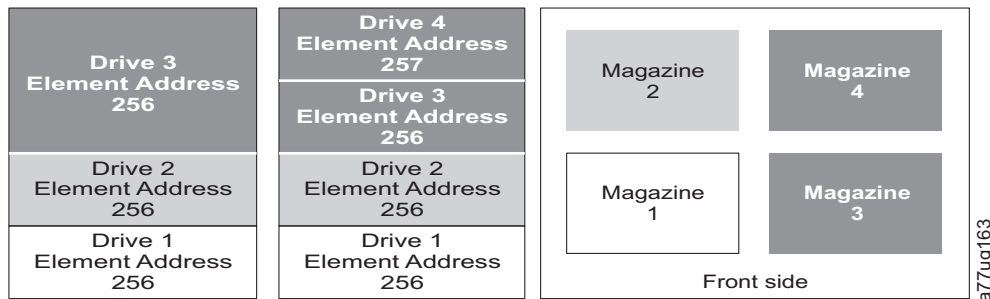 Drive 3
Element Address
256
Drive 2
Element Address
256
Drive 1
Element Address
256
Drive 4
Element Address
257
Drive 3
Element Address
256
Drive 2
Element Address
256
Drive 1
Element Address
256
Magazine
2
Magazine
4
Magazine
1
Magazine
3
Front side
a77ug163